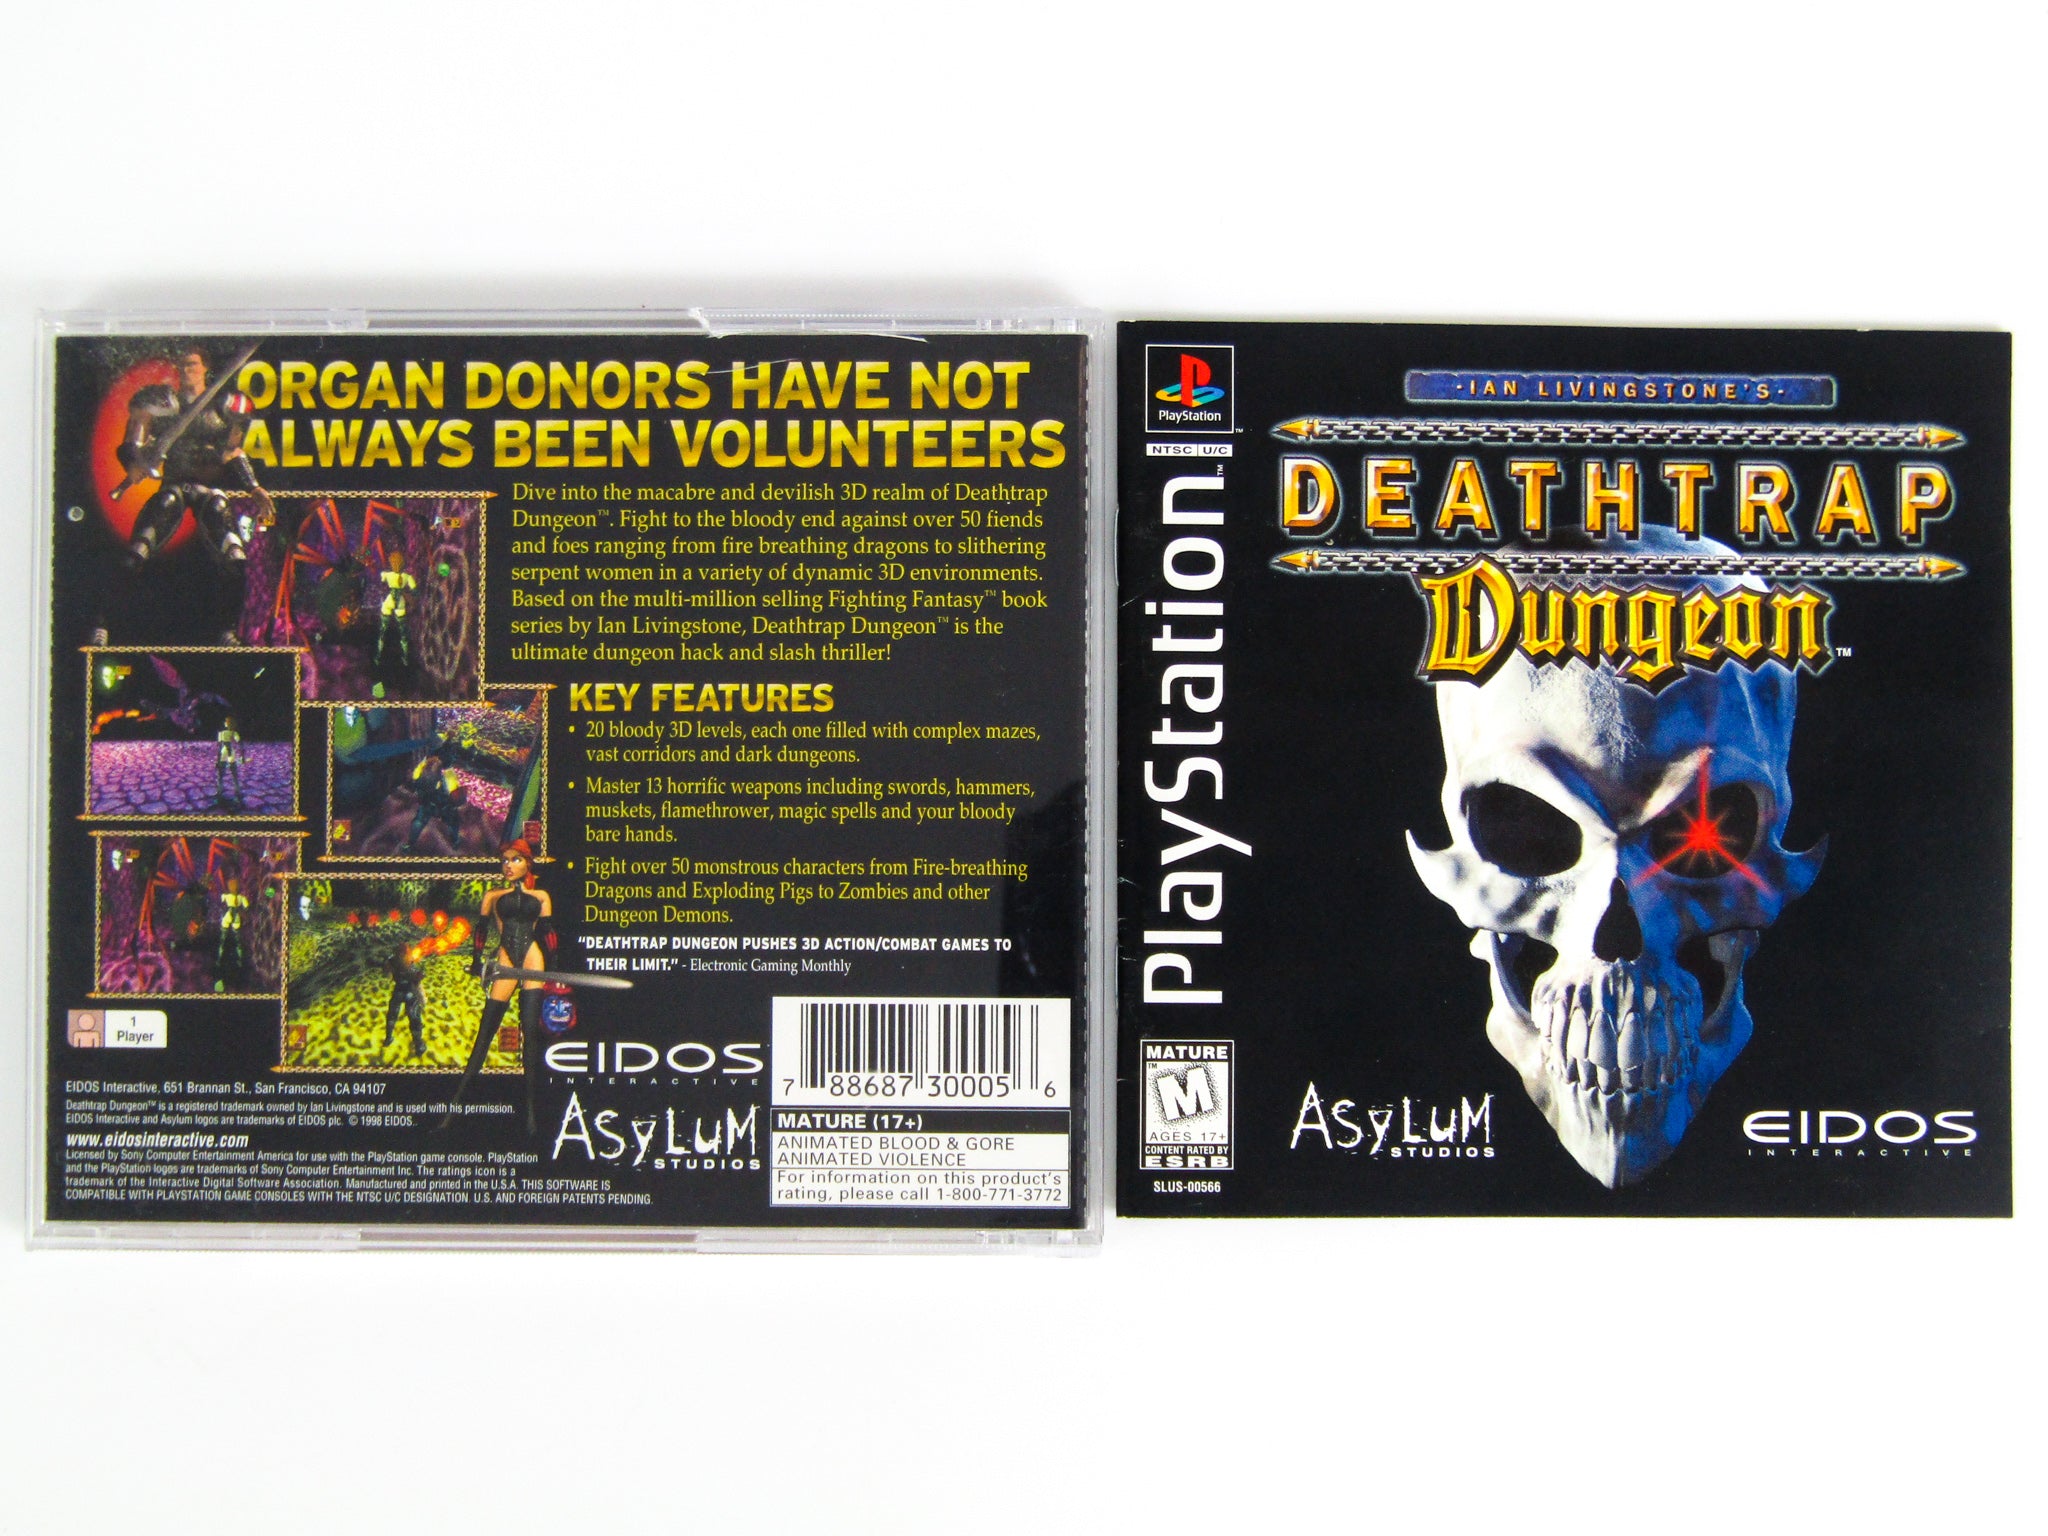 ORGAN DONORS HAVE NOT
ALWAYS BEEN VOLUNTEERS
Dive into the macabre and devilish 3D realm of Deathtrap
Dungeon™. Fight to the bloody end against over 50 fiends
and foes ranging from fire breathing dragons to slithering
serpent women in a variety of dynamic 3D environments.
Based on the multi-million selling Fighting Fantasy™ book
series by Ian Livingstone, Deathtrap Dungeon™ is the
ultimate dungeon hack and slash thriller!
KEY FEATURES
• 20 bloody 3D levels, each one filled with complex mazes,
vast corridors and dark dungeons.
• Master 13 horrific weapons including swords, hammers,
muskets, flamethrower, magic spells and your bloody
bare hands.
• Fight over 50 monstrous characters from Fire-breathing
Dragons and Exploding Pigs to Zombies and other
Dungeon Demons.
"DEATHTRAP DUNGEON PUSHES 3D ACTION/COMBAT GAMES TO
THEIR LIMIT." - Electronic Gaming Monthly
1
Player
EIDOS
INTERACTIVE
ASyLuM
STUDIOS
7 88687 30005 6
MATURE (17+)
ANIMATED BLOOD & GORE
ANIMATED VIOLENCE
For information on this product's
rating, please call 1-800-771-3772
EIDOS Interactive, 651 Brannan St., San Francisco, CA 94107
Deathtrap Dungeon™ is a registered trademark owned by Ian Livingstone and is used with his permission.
EIDOS Interactive and Asylum logos are trademarks of EIDOS plc. © 1998 EIDOS.
www.eidosinteractive.com
Licensed by Sony Computer Entertainment America for use with the PlayStation game console. PlayStation
and the PlayStation logos are trademarks of Sony Computer Entertainment Inc. The ratings icon is a
trademark of the Interactive Digital Software Association. Manufactured and printed in the U.S.A. THIS SOFTWARE IS
COMPATIBLE WITH PLAYSTATION GAME CONSOLES WITH THE NTSC U/C DESIGNATION. U.S. AND FOREIGN PATENTS PENDING.
PlayStation™
NTSC U/C
PlayStation™
-IAN LIVINGSTONE'S-
DEATHTRAP
Dungeon™
MATURE
™
M
AGES 17+
CONTENT RATED BY
ESRB
SLUS-00566
ASyLuM
STUDIOS
EIDOS
INTERACTIVE